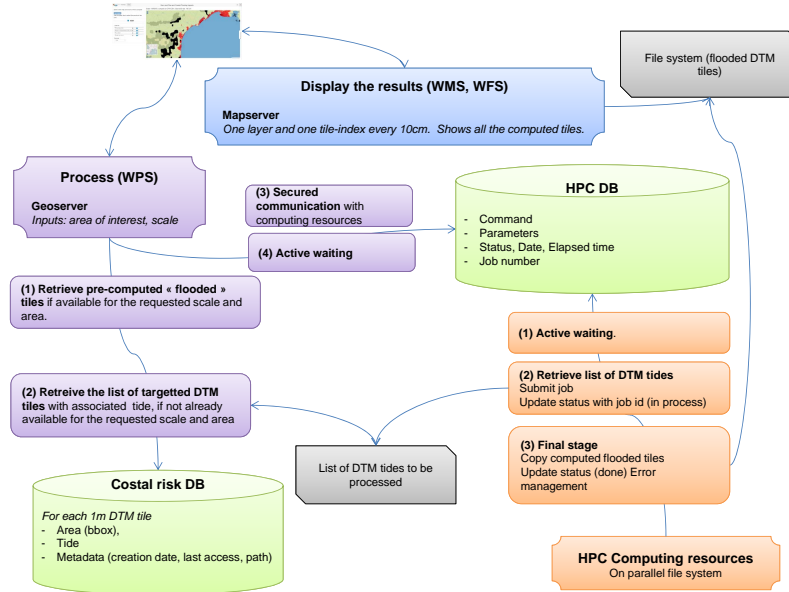 File system (flooded DTM
tiles)
Display the results (WMS, WFS)
Mapserver
One layer and one tile-index every 10cm. Shows all the computed tiles.
Process (WPS)
Geoserver
Inputs: area of interest, scale
(3) Secured
communication with
computing resources
(4) Active waiting
HPC DB
- Command
- Parameters
- Status, Date, Elapsed time
- Job number
(1) Retrieve pre-computed « flooded »
tiles if available for the requested scale and
area.
(1) Active waiting.
(2) Retreive the list of targetted DTM
tiles with associated tide, if not already
available for the requested scale and area
(2) Retrieve list of DTM tides
Submit job
Update status with job id (in process)
(3) Final stage
Copy computed flooded tiles
Update status (done) Error
management
List of DTM tides to be
processed
Costal risk DB
For each 1m DTM tile
- Area (bbox),
- Tide
- Metadata (creation date, last access, path)
HPC Computing resources
On parallel file system